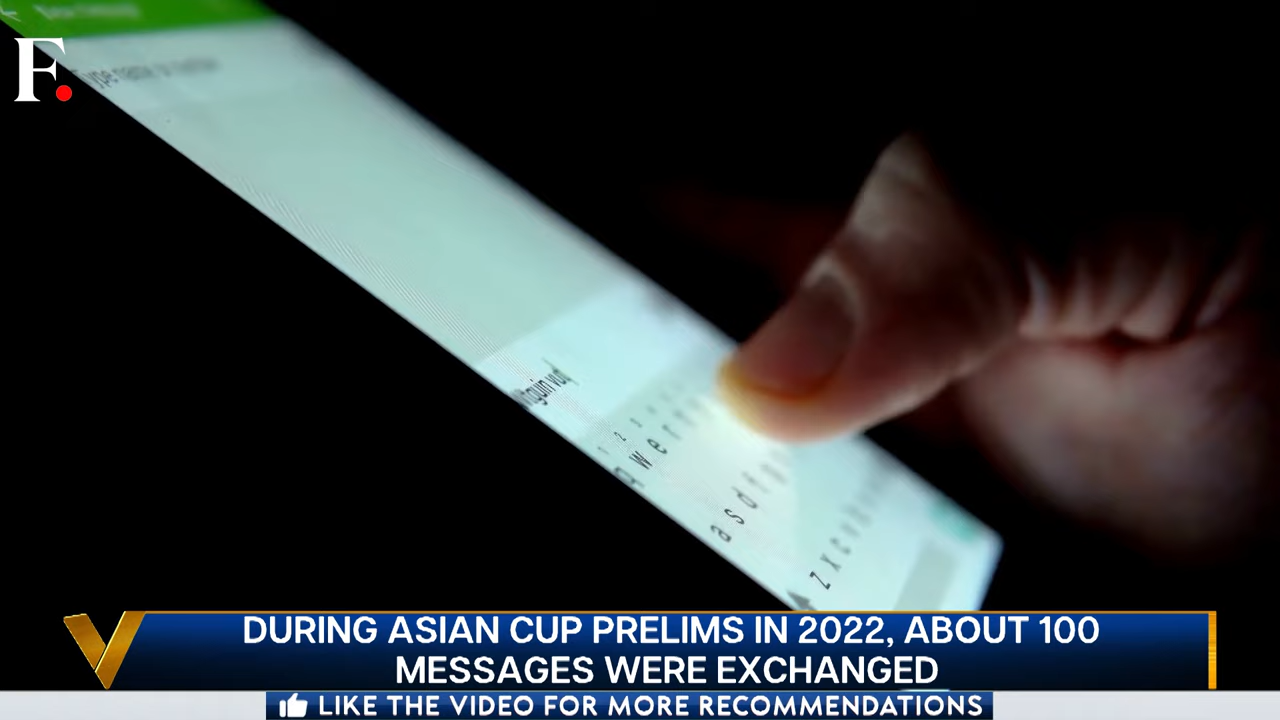 F.
DURING ASIAN CUP PRELIMS IN 2022, ABOUT 100
MESSAGES WERE EXCHANGED
LIKE THE VIDEO FOR MORE RECOMMENDATIONS
q w e r
a s d f g
z x c v b